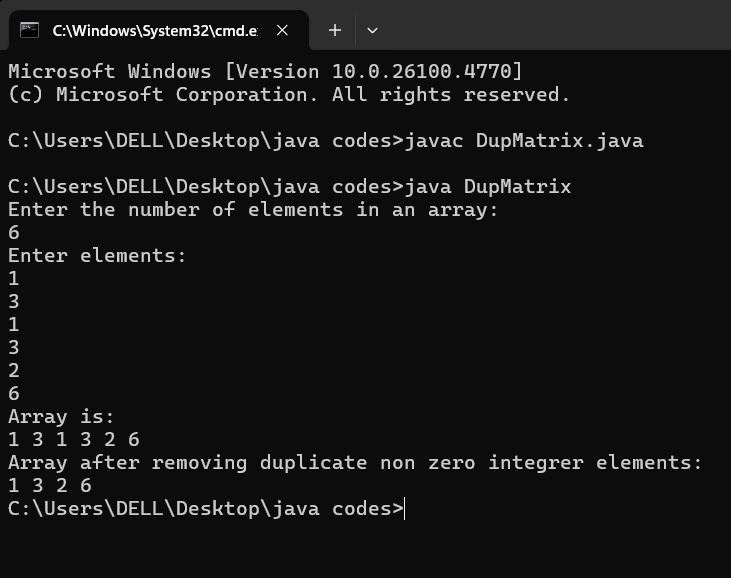 C:\Windows\System32\cmd.e
Microsoft Windows [Version 10.0.26100.4770]
(c) Microsoft Corporation. All rights reserved.
C:\Users\DELL\Desktop\java codes>javac DupMatrix.java
C:\Users\DELL\Desktop\java codes>java DupMatrix
Enter the number of elements in an array:
6
Enter elements:
1
3
1
3
2
6
Array is:
1 3 1 3 2 6
Array after removing duplicate non zero integrer elements:
1 3 2 6
C:\Users\DELL\Desktop\java codes>